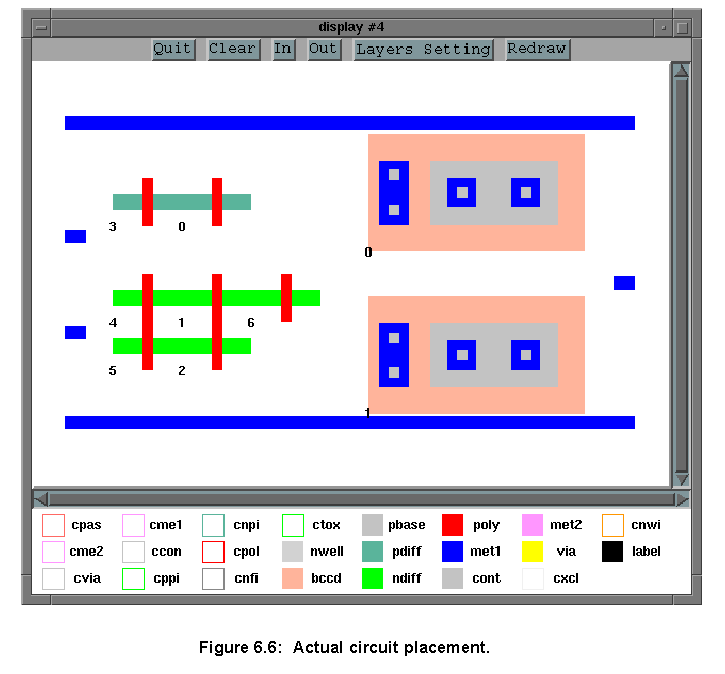 display #4
Quit Clear In Out Layers Setting Redraw
3 0
0
4 1 6
5 2
1
cpas cme1 cnpi ctox pbase poly met2 cnwi
cme2 ccon cpol nwell pdiff met1 via label
cvia cppi cnfi bccd ndiff cont cxcl
Figure 6.6: Actual circuit placement.